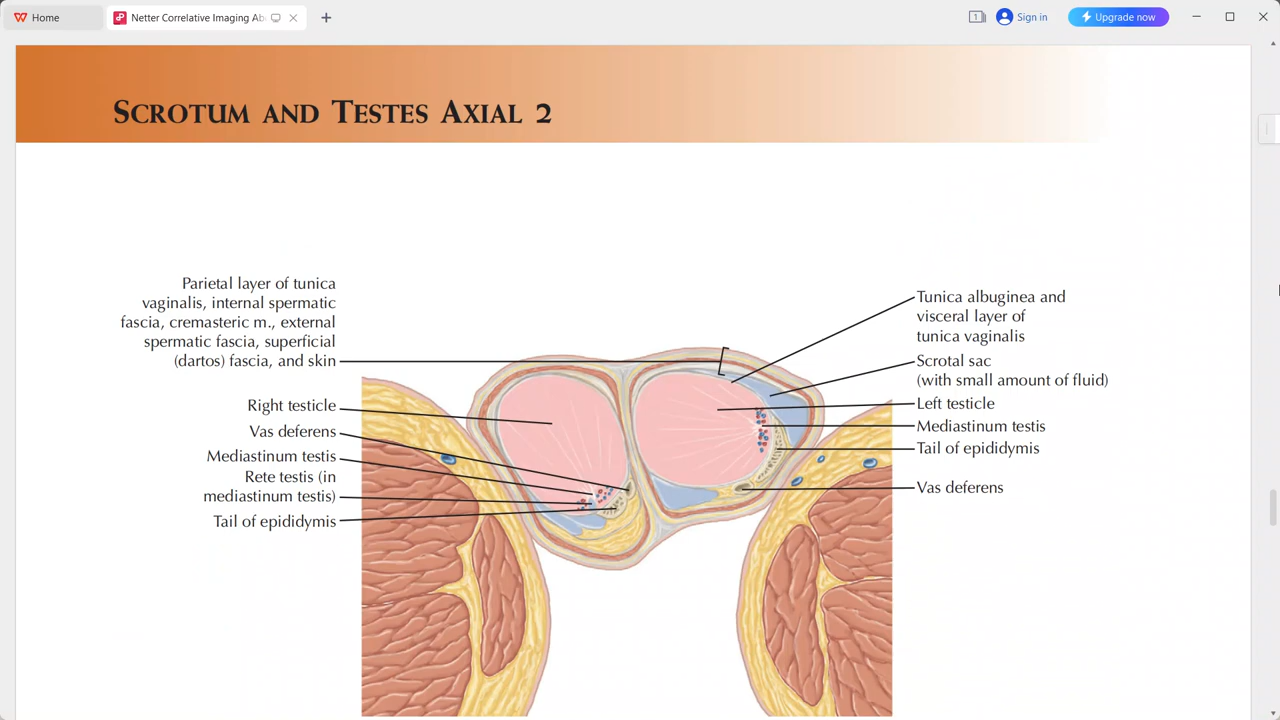 Home
Netter Correlative Imaging Ab
1
Sign in
Upgrade now
SCROTUM AND TESTES AXIAL 2
Parietal layer of tunica
vaginalis, internal spermatic
fascia, cremasteric m., external
spermatic fascia, superficial
(dartos) fascia, and skin
Right testicle
Vas deferens
Mediastinum testis
Rete testis (in
mediastinum testis)
Tail of epididymis
Tunica albuginea and
visceral layer of
tunica vaginalis
Scrotal sac
(with small amount of fluid)
Left testicle
Mediastinum testis
Tail of epididymis
Vas deferens